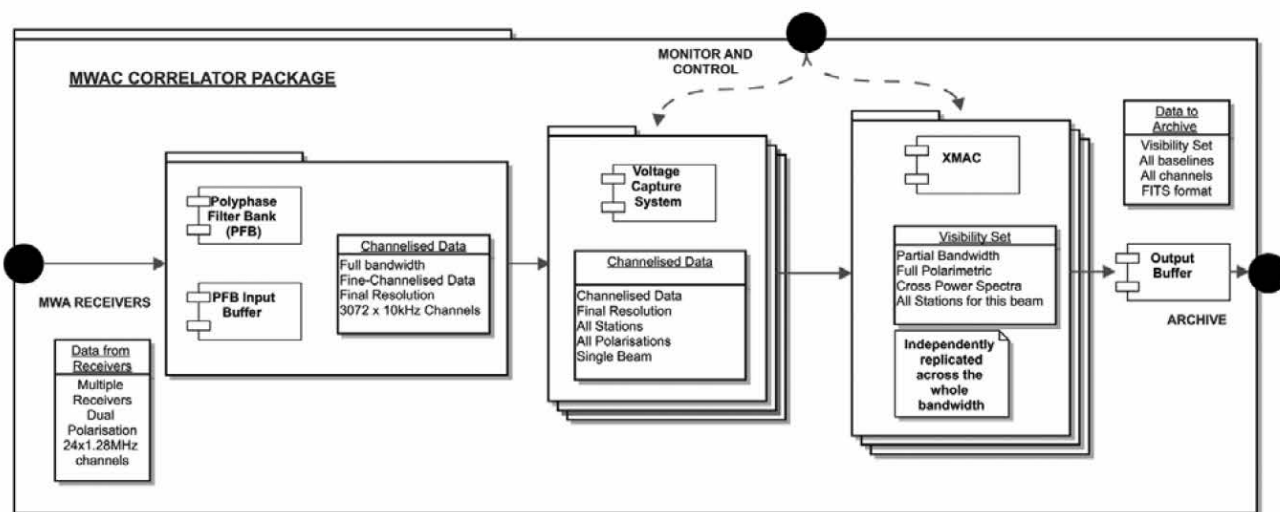 MWAC CORRELATOR PACKAGE
MONITOR AND
CONTROL
MWA RECEIVERS
Data from
Receivers
Multiple
Receivers
Dual
Polarisation
24x1.28MHz
channels
Polyphase
Filter Bank
(PFB)
PFB Input
Buffer
Channelised Data
Full bandwidth
Fine-Channelised Data
Final Resolution
3072 x 10kHz Channels
Voltage
Capture
System
Channelised Data
Channelised Data
Final Resolution
All Stations
All Polarisations
Single Beam
XMAC
Visibility Set
Partial Bandwidth
Full Polarimetric
Cross Power Spectra
All Stations for this beam
Independently
replicated
across the
whole
bandwidth
Data to
Archive
Visibility Set
All baselines
All channels
FITS format
Output
Buffer
ARCHIVE